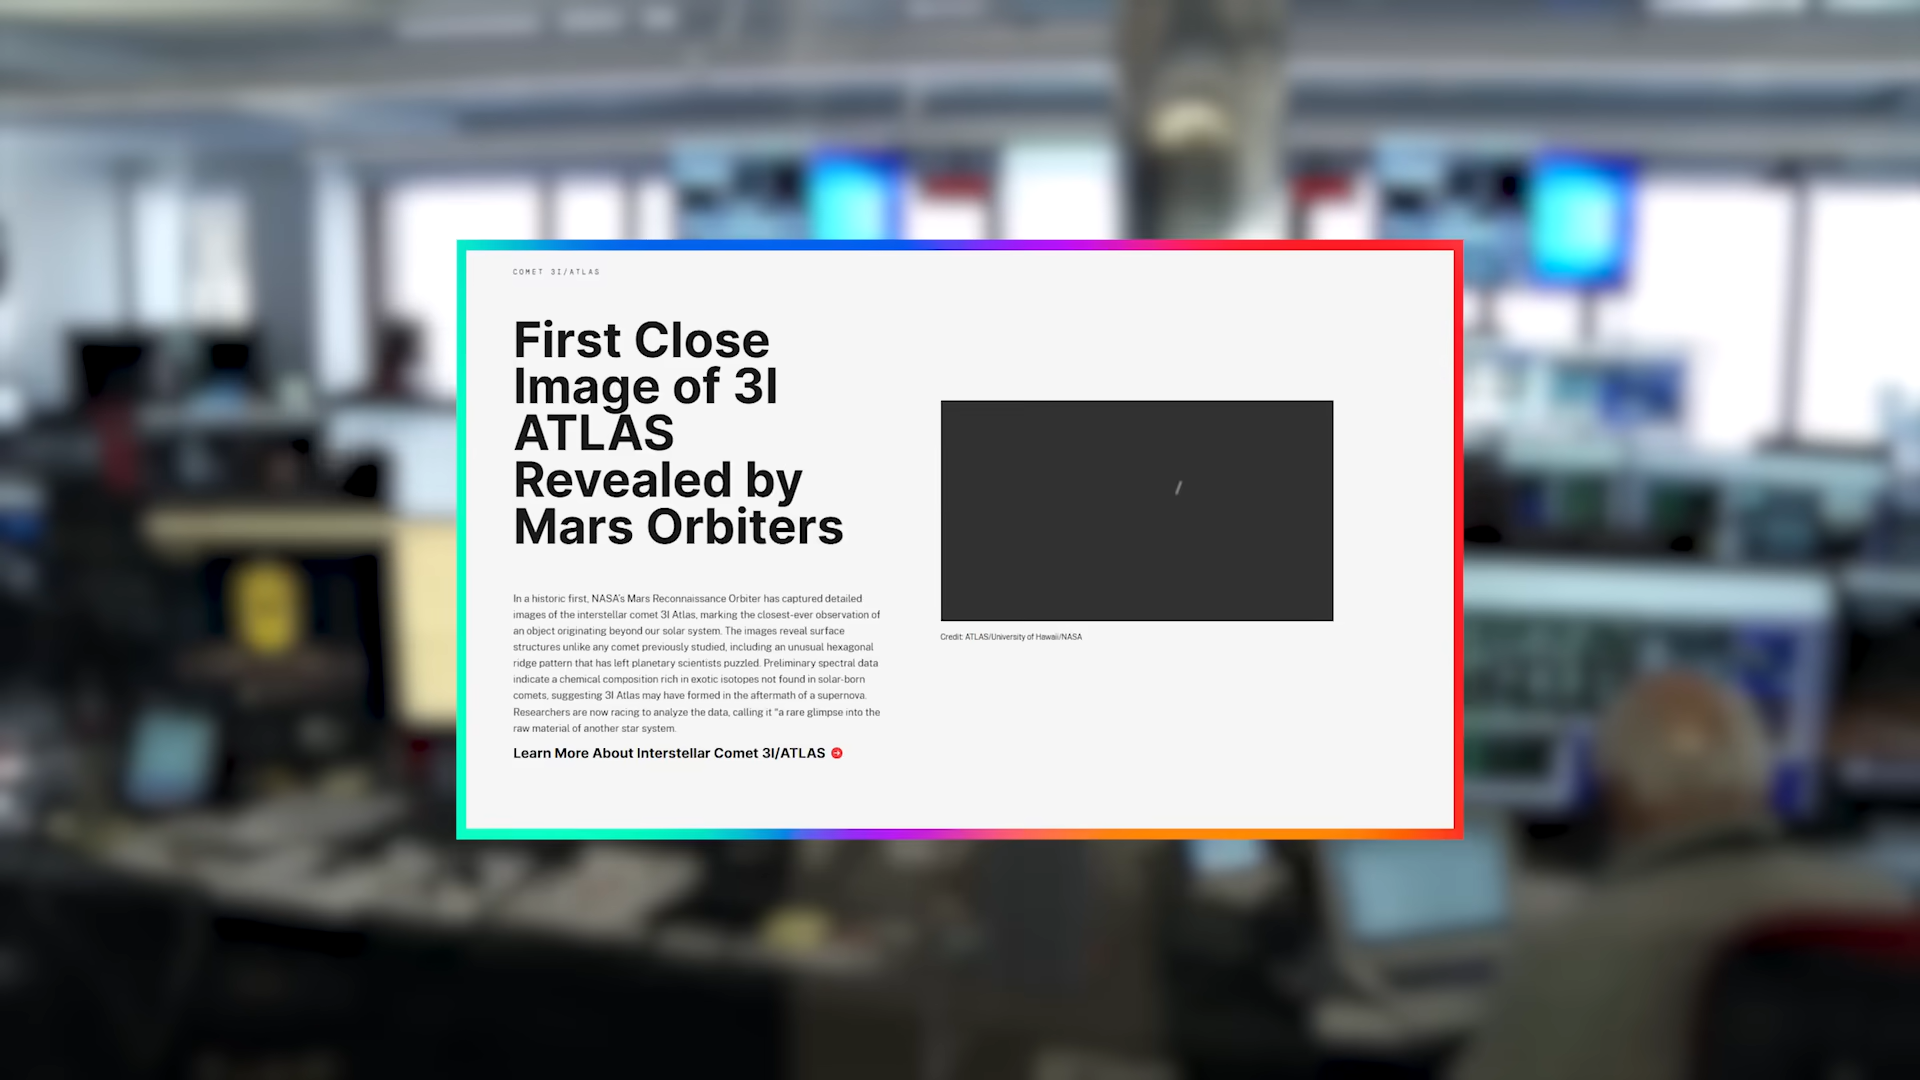 COMET 3I/ATLAS
First Close
Image of 3I
ATLAS
Revealed by
Mars Orbiters
In a historic first, NASA's Mars Reconnaissance Orbiter has captured detailed
images of the interstellar comet 3I Atlas, marking the closest-ever observation of
an object originating beyond our solar system. The images reveal surface
structures unlike any comet previously studied, including an unusual hexagonal
ridge pattern that has left planetary scientists puzzled. Preliminary spectral data
indicate a chemical composition rich in exotic isotopes not found in solar-born
comets, suggesting 3I Atlas may have formed in the aftermath of a supernova.
Researchers are now racing to analyze the data, calling it “a rare glimpse into the
raw material of another star system.
Learn More About Interstellar Comet 3I/ATLAS
Credit: ATLAS/University of Hawaii/NASA